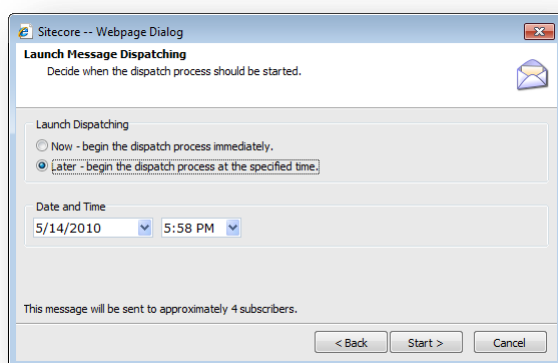 Sitecore -- Webpage Dialog
Launch Message Dispatching
Decide when the dispatch process should be started.
Launch Dispatching
Now - begin the dispatch process immediately.
Later - begin the dispatch process at the specified time.
Date and Time
5/14/2010 5:58 PM
This message will be sent to approximately 4 subscribers.
< Back Start > Cancel